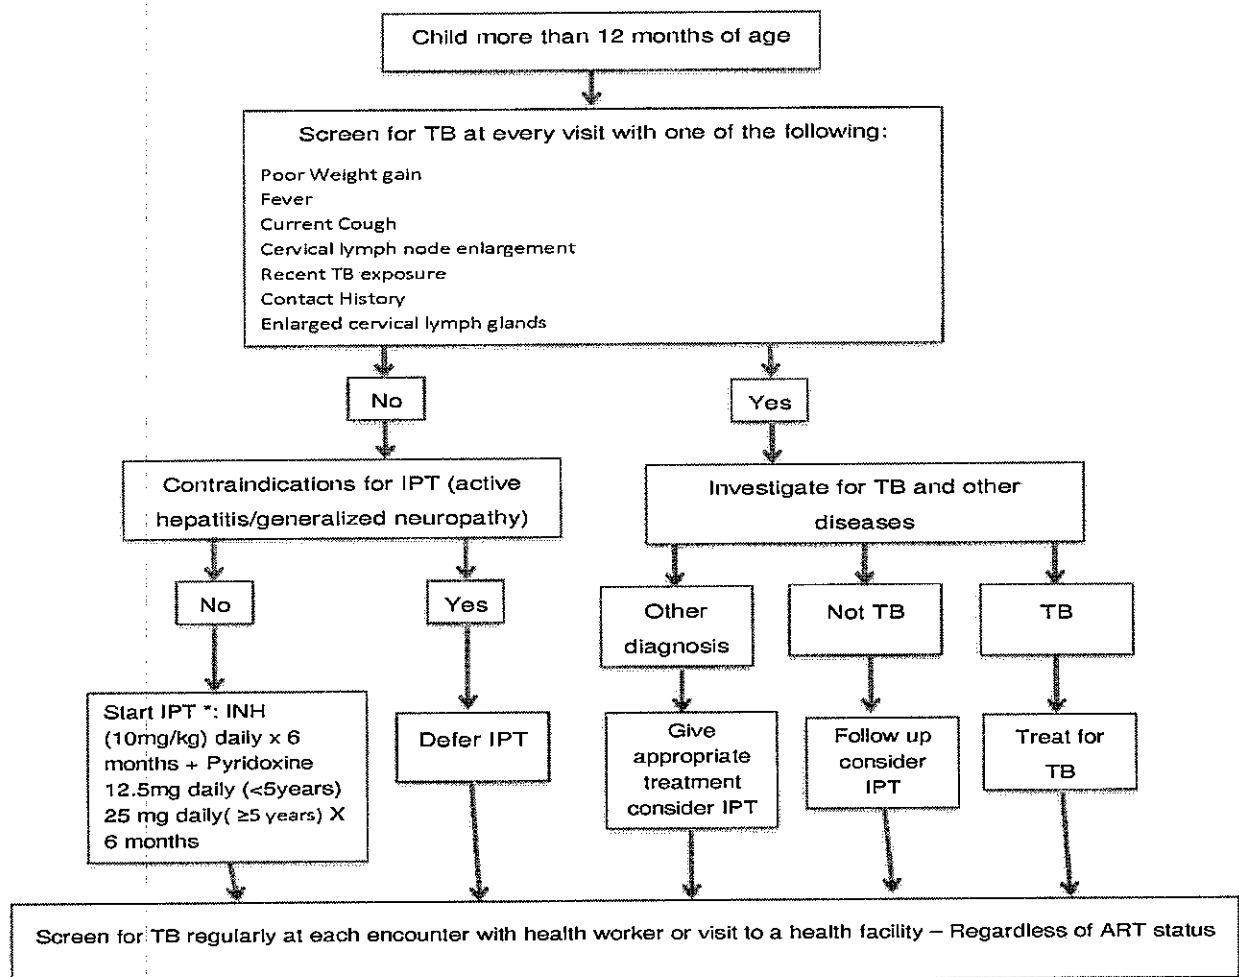 Child more than 12 months of age
Screen for TB at every visit with one of the following:
Poor Weight gain
Fever
Current Cough
Cervical lymph node enlargement
Recent TB exposure
Contact History
Enlarged cervical lymph glands
No
Yes
Contraindications for IPT (active
hepatitis/generalized neuropathy)
Investigate for TB and other
diseases
No
Yes
Other
diagnosis
Not TB
TB
Start IPT *: INH
(10mg/kg) daily x 6
months + Pyridoxine
12.5mg daily (<5years)
25 mg daily( ≥5 years) X
6 months
Defer IPT
Give
appropriate
treatment
consider IPT
Follow up
consider
IPT
Treat for
TB
Screen for TB regularly at each encounter with health worker or visit to a health facility – Regardless of ART status